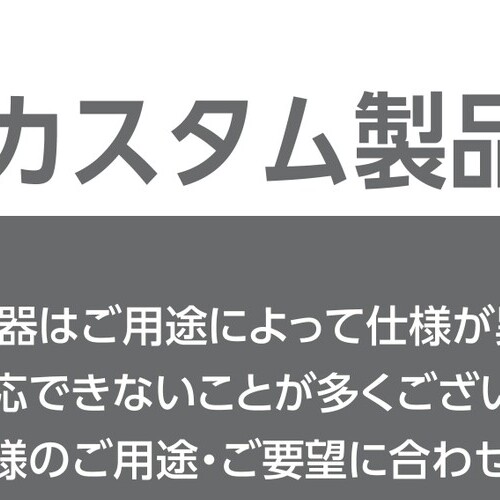 カスタム製品
器はご用途によって仕様が異
応できないことが多くござい
様のご用途・ご要望に合わせ